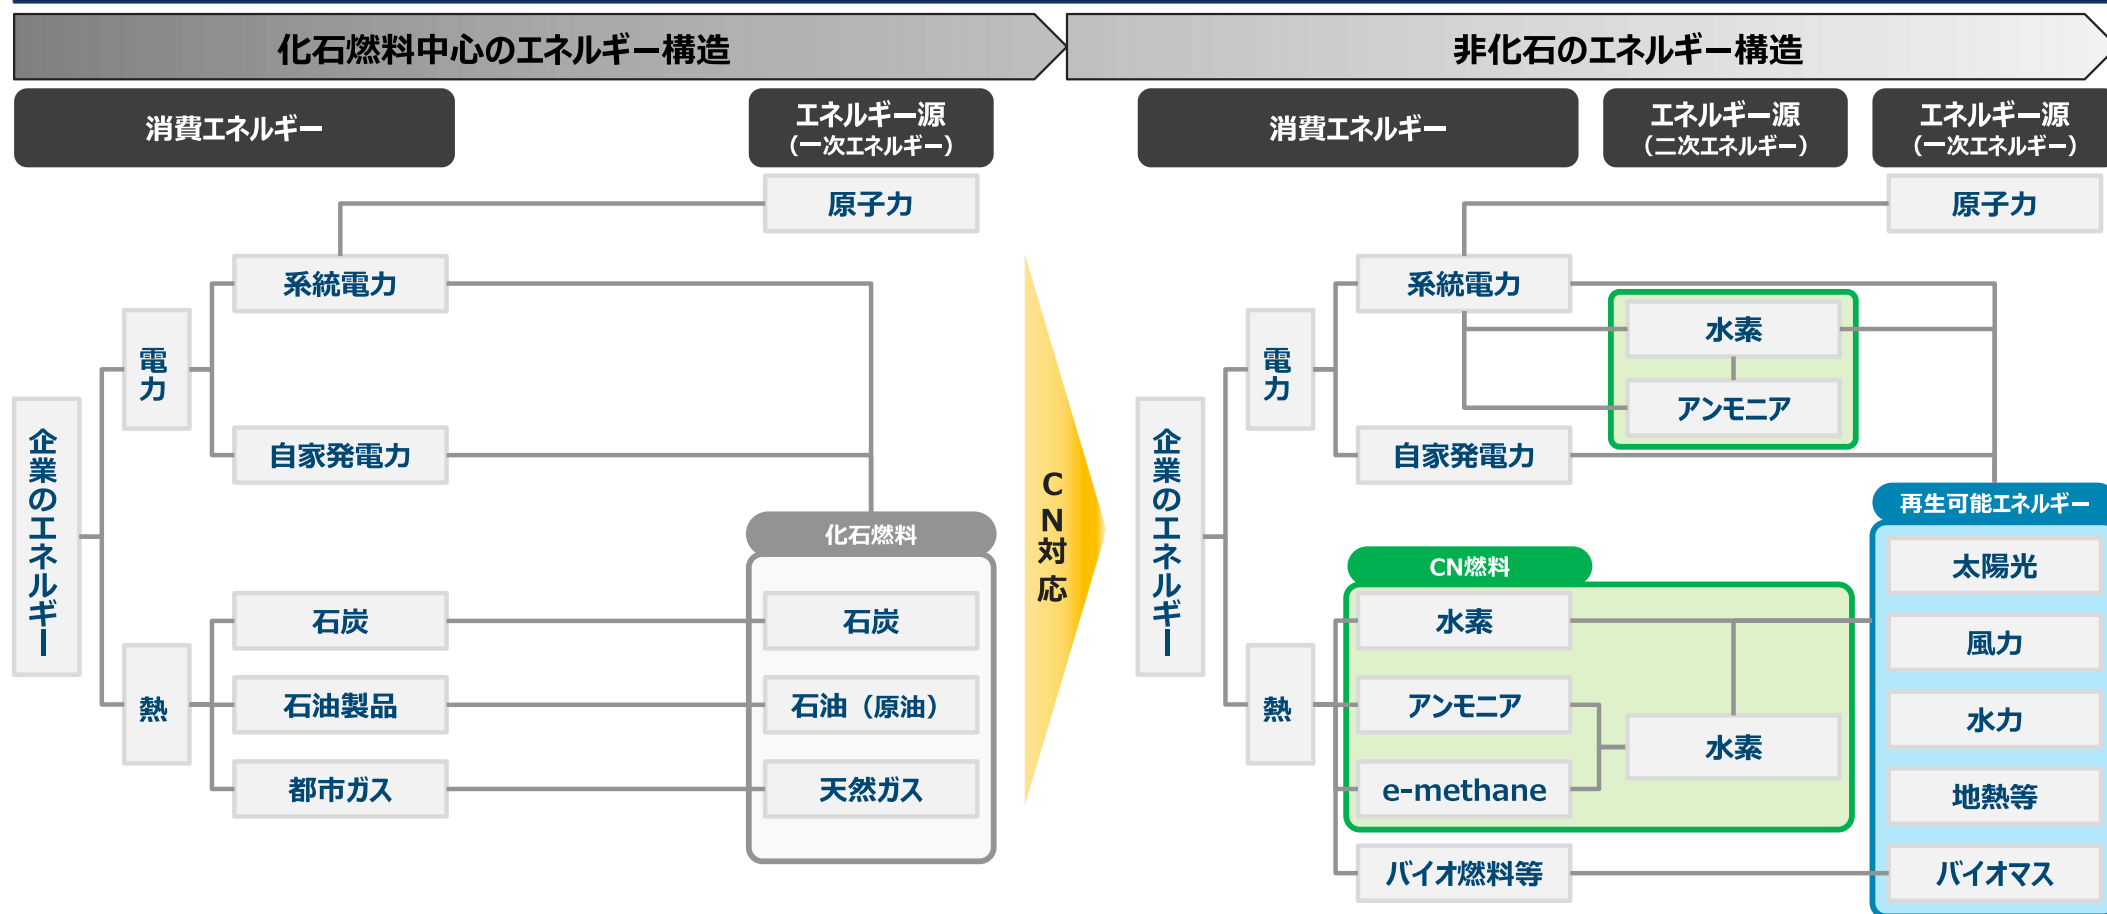 化石燃料中心のエネルギー構造
非化石のエネルギー構造
消費エネルギー
エネルギー源
（一次エネルギー）
消費エネルギー
エネルギー源
（二次エネルギー）
エネルギー源
（一次エネルギー）
企業のエネルギー
電力
系統電力
自家発電力
原子力
熱
石炭
石油製品
都市ガス
化石燃料
石炭
石油（原油）
天然ガス
CN対応
企業のエネルギー
電力
系統電力
自家発電力
水素
アンモニア
原子力
熱
CN燃料
水素
アンモニア
e-methane
水素
バイオ燃料等
再生可能エネルギー
太陽光
風力
水力
地熱等
バイオマス